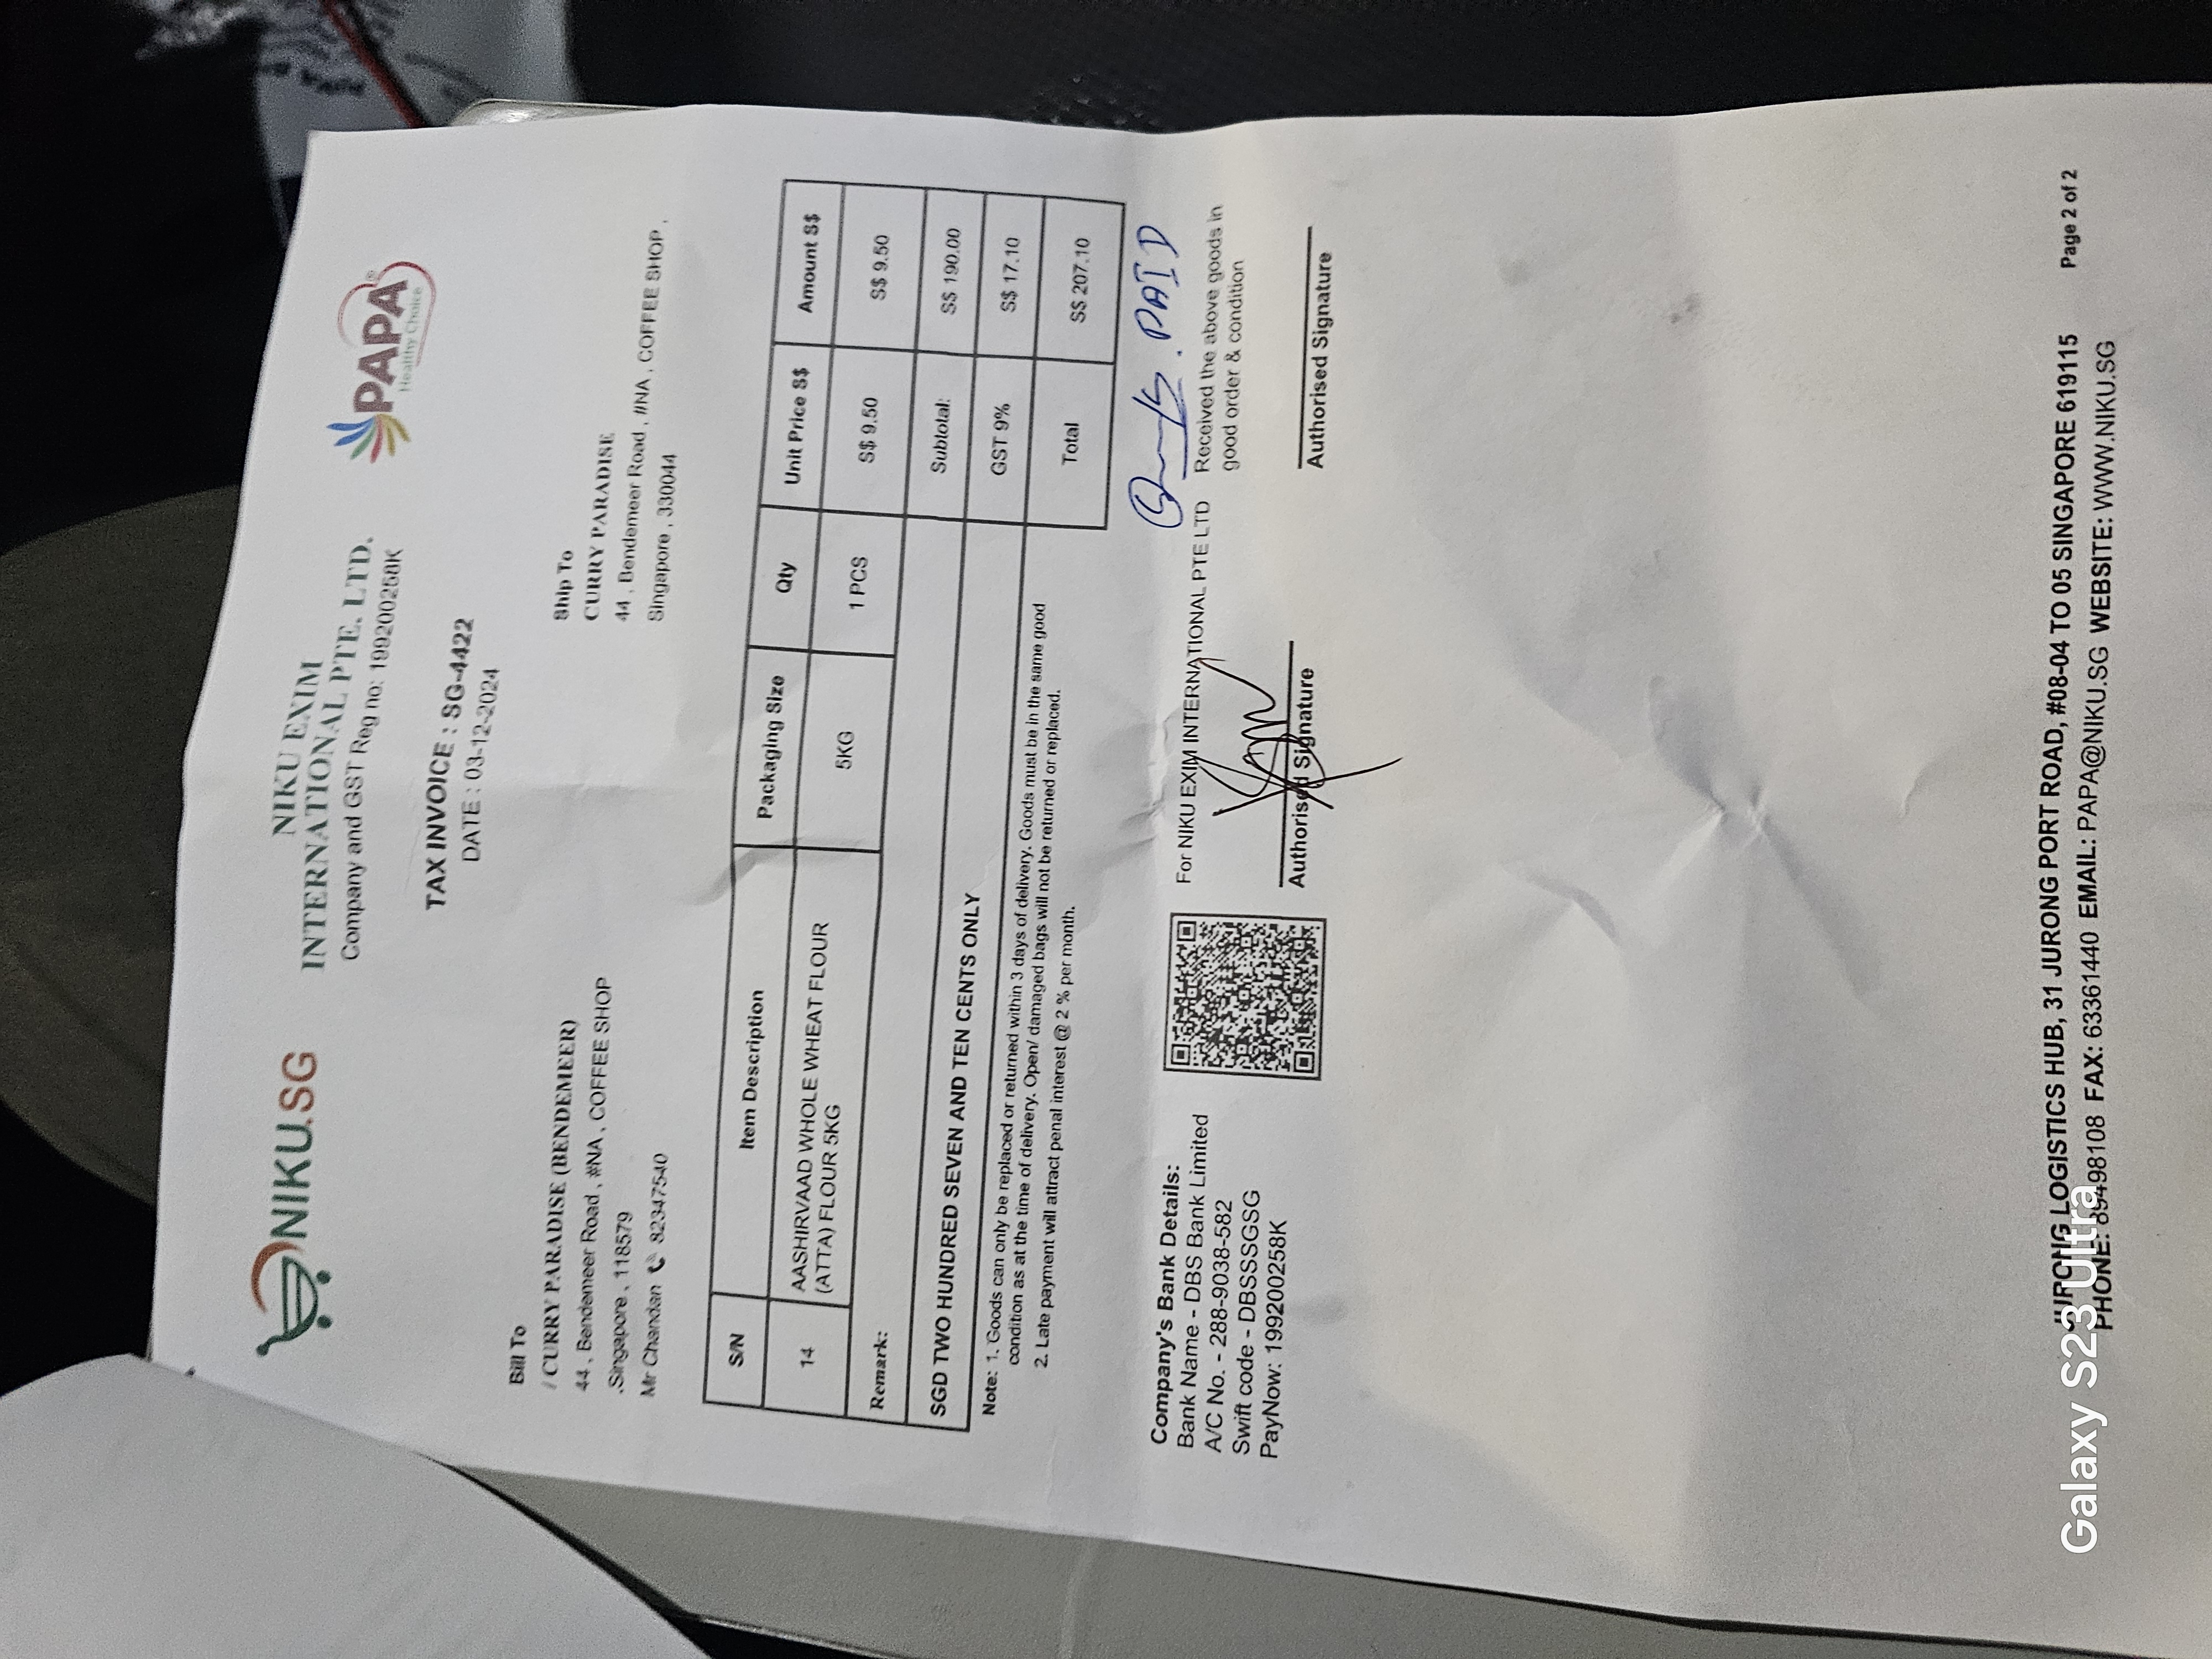 NIKU.SG
NIKU EXIM
INTERNATIONAL PTE. LTD.
Company and GST Reg no: 199200258K
PAPA®
Healthy Choice
TAX INVOICE : SG-4422
DATE : 03-12-2024
Bill To
/ CURRY PARADISE (BENDEMEER)
44 , Bendemeer Road , #NA , COFFEE SHOP
,Singapore , 118579
Mr Chandan 82347540
Ship To
CURRY PARADISE
44 , Bendemeer Road , #NA , COFFEE SHOP ,
Singapore , 330044
S/N Item Description Packaging Size Qty Unit Price S$ Amount S$
14 AASHIRVAAD WHOLE WHEAT FLOUR 5KG 1 PCS S$ 9.50 S$ 9.50
(ATTA) FLOUR 5KG
Remark: Subtotal: S$ 190.00
SGD TWO HUNDRED SEVEN AND TEN CENTS ONLY GST 9% S$ 17.10
Total S$ 207.10
Note: 1. Goods can only be replaced or returned within 3 days of delivery. Goods must be in the same good
condition as at the time of delivery. Open/ damaged bags will not be returned or replaced.
2. Late payment will attract penal interest @ 2 % per month.
PAID
Company's Bank Details:
Bank Name - DBS Bank Limited
A/C No. - 288-9038-582
Swift code - DBSSSGSG
PayNow: 199200258K
For NIKU EXIM INTERNATIONAL PTE LTD
Authorised Signature
Received the above goods in
good order & condition
Authorised Signature
JURONG LOGISTICS HUB, 31 JURONG PORT ROAD, #08-04 TO 05 SINGAPORE 619115
PHONE: 89498108 FAX: 63361440 EMAIL: PAPA@NIKU.SG WEBSITE: WWW.NIKU.SG
Page 2 of 2
Galaxy S23 Ultra